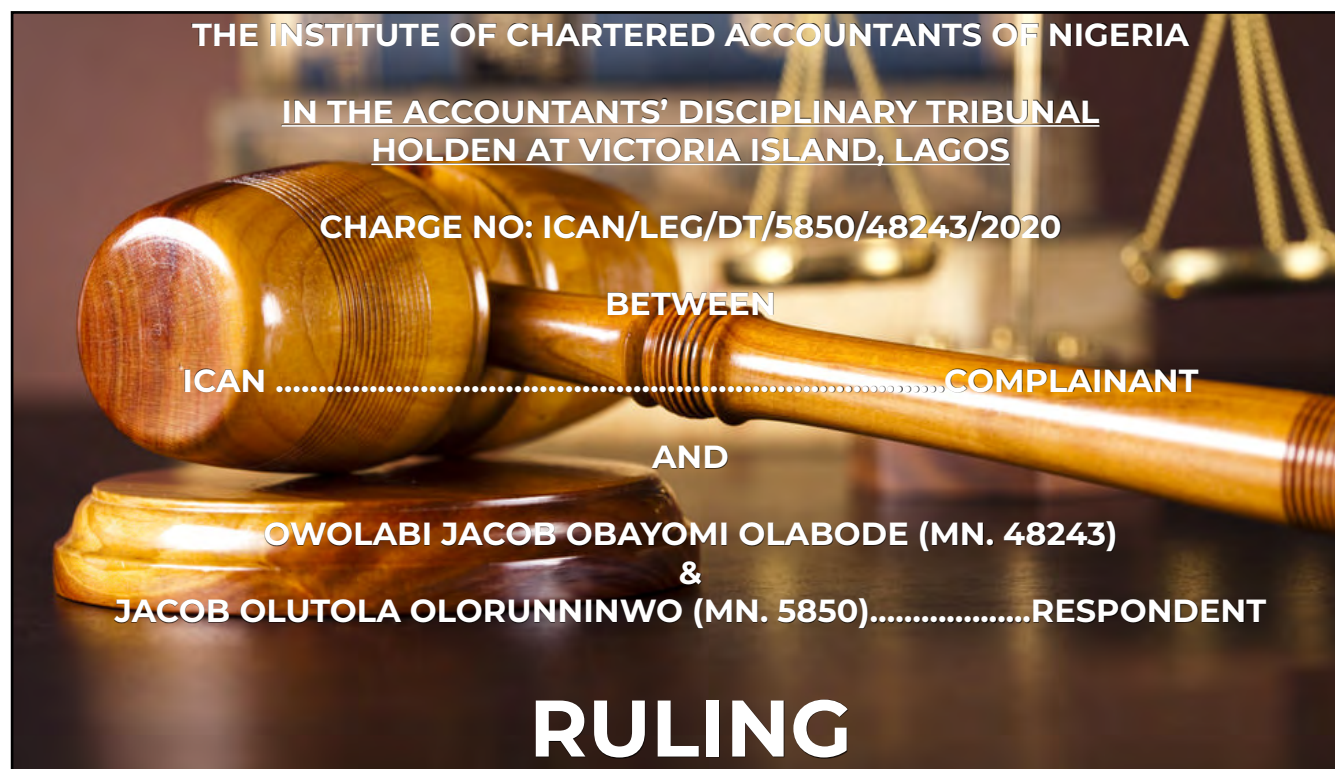 THE INSTITUTE OF CHARTERED ACCOUNTANTS OF NIGERIA
IN THE ACCOUNTANTS’ DISCIPLINARY TRIBUNAL
HOLDEN AT VICTORIA ISLAND, LAGOS
CHARGE NO: ICAN/LEG/DT/5850/48243/2020
BETWEEN
ICAN ...............................................................................COMPLAINANT
AND
OWOLABI JACOB OBAYOMI OLABODE (MN. 48243)
&
JACOB OLUTOLA OLORUNNINWO (MN. 5850)...................RESPONDENT
RULING